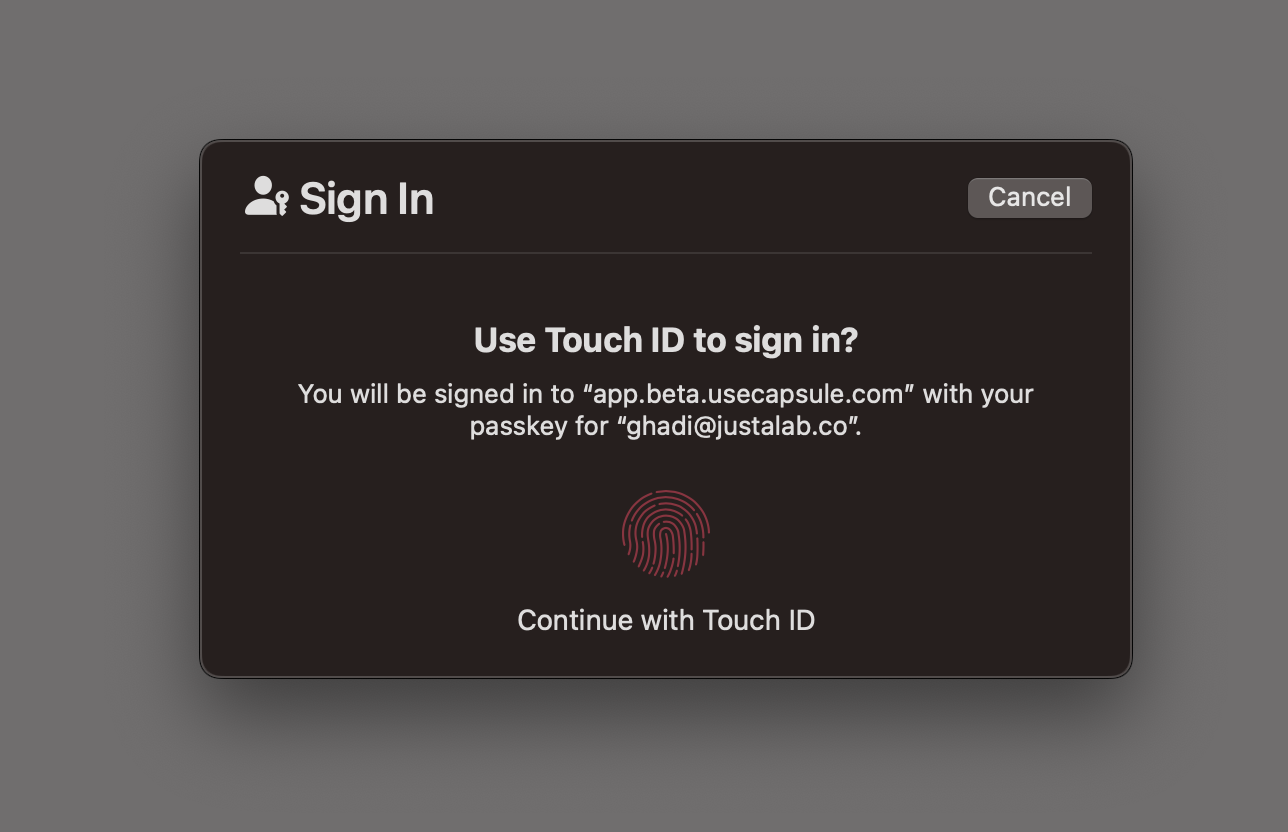 Sign In
Cancel
Use Touch ID to sign in?
You will be signed in to “app.beta.usecapsule.com” with your
passkey for “ghadi@justalab.co”.
Continue with Touch ID